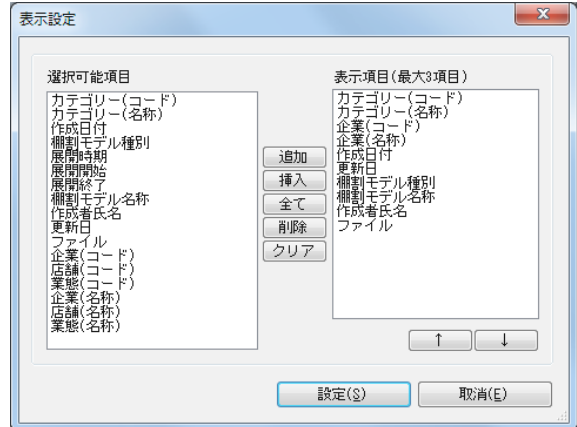 表示設定
選択可能項目
カテゴリー(コード)
カテゴリー(名称)
作成日付
棚割モデル種別
展開時期
展開開始
展開終了
棚割モデル名称
作成者氏名
更新日
ファイル
企業(コード)
店舗(コード)
業態(コード)
企業(名称)
店舗(名称)
業態(名称)
追加
挿入
全て
削除
クリア
表示項目(最大3項目)
カテゴリー(コード)
カテゴリー(名称)
企業(コード)
企業(名称)
作成日付
更新日
棚割モデル種別
棚割モデル名称
作成者氏名
ファイル
↑
↓
設定(S)
取消(E)